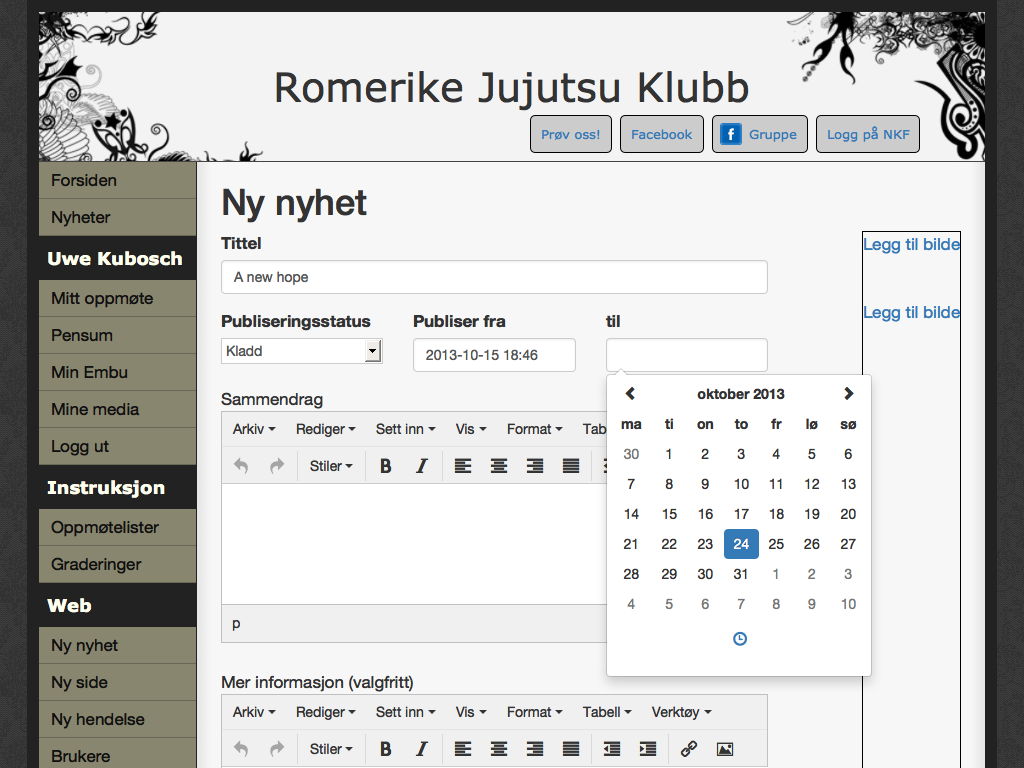 Romerike Jujutsu Klubb
Prøv oss! Facebook f Gruppe Logg på NKF
Forsiden
Nyheter
Uwe Kubosch
Mitt oppmøte
Pensum
Min Embu
Mine media
Logg ut
Instruksjon
Oppmøtelister
Graderinger
Web
Ny nyhet
Ny side
Ny hendelse
Brukere
Ny nyhet
Tittel
A new hope
Publiseringsstatus Publiser fra til
Kladd 2013-10-15 18:46
Sammendrag
Arkiv Rediger Sett inn Vis Format Tab
Stiler B I
p
oktober 2013
ma ti on to fr lø sø
30 1 2 3 4 5 6
7 8 9 10 11 12 13
14 15 16 17 18 19 20
21 22 23 24 25 26 27
28 29 30 31 1 2 3
4 5 6 7 8 9 10
Mer informasjon (valgfritt)
Arkiv Rediger Sett inn Vis Format Tabell Verktøy
Stiler B I
Legg til bilde
Legg til bilde